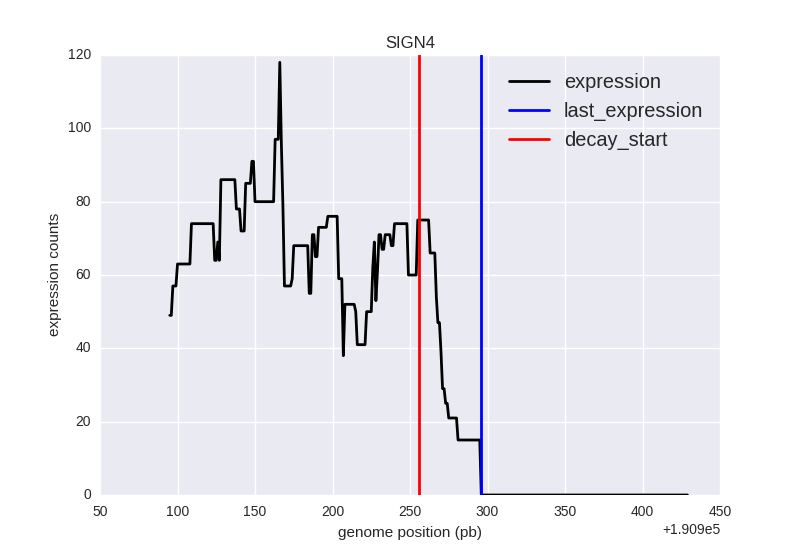 SIGN4
120
100
80
60
40
20
0
expression counts
expression
last_expression
decay_start
50 100 150 200 250 300 350 400 450
+1.909e5
genome position (pb)